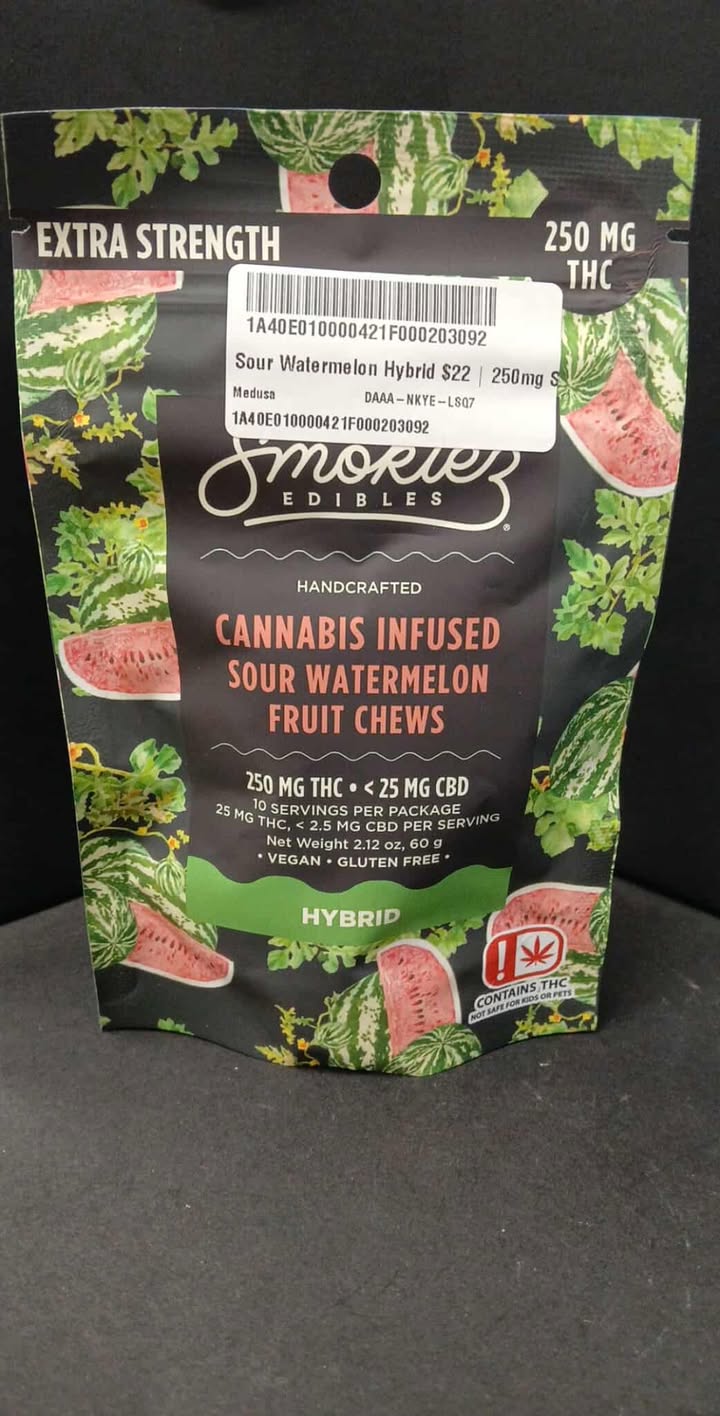 EXTRA STRENGTH
250 MG
THC
1A40E010000421F000203092
Sour Watermelon Hybrid $22 | 250mg S
Medusa DAAA-NKYE-LSQ7
1A40E010000421F000203092
Smokiez
EDIBLES
HANDCRAFTED
CANNABIS INFUSED
SOUR WATERMELON
FRUIT CHEWS
250 MG THC • < 25 MG CBD
10 SERVINGS PER PACKAGE
25 MG THC, < 2.5 MG CBD PER SERVING
Net Weight 2.12 oz, 60 g
• VEGAN • GLUTEN FREE •
HYBRID
!
CONTAINS THC
NOT SAFE FOR KIDS OR PETS